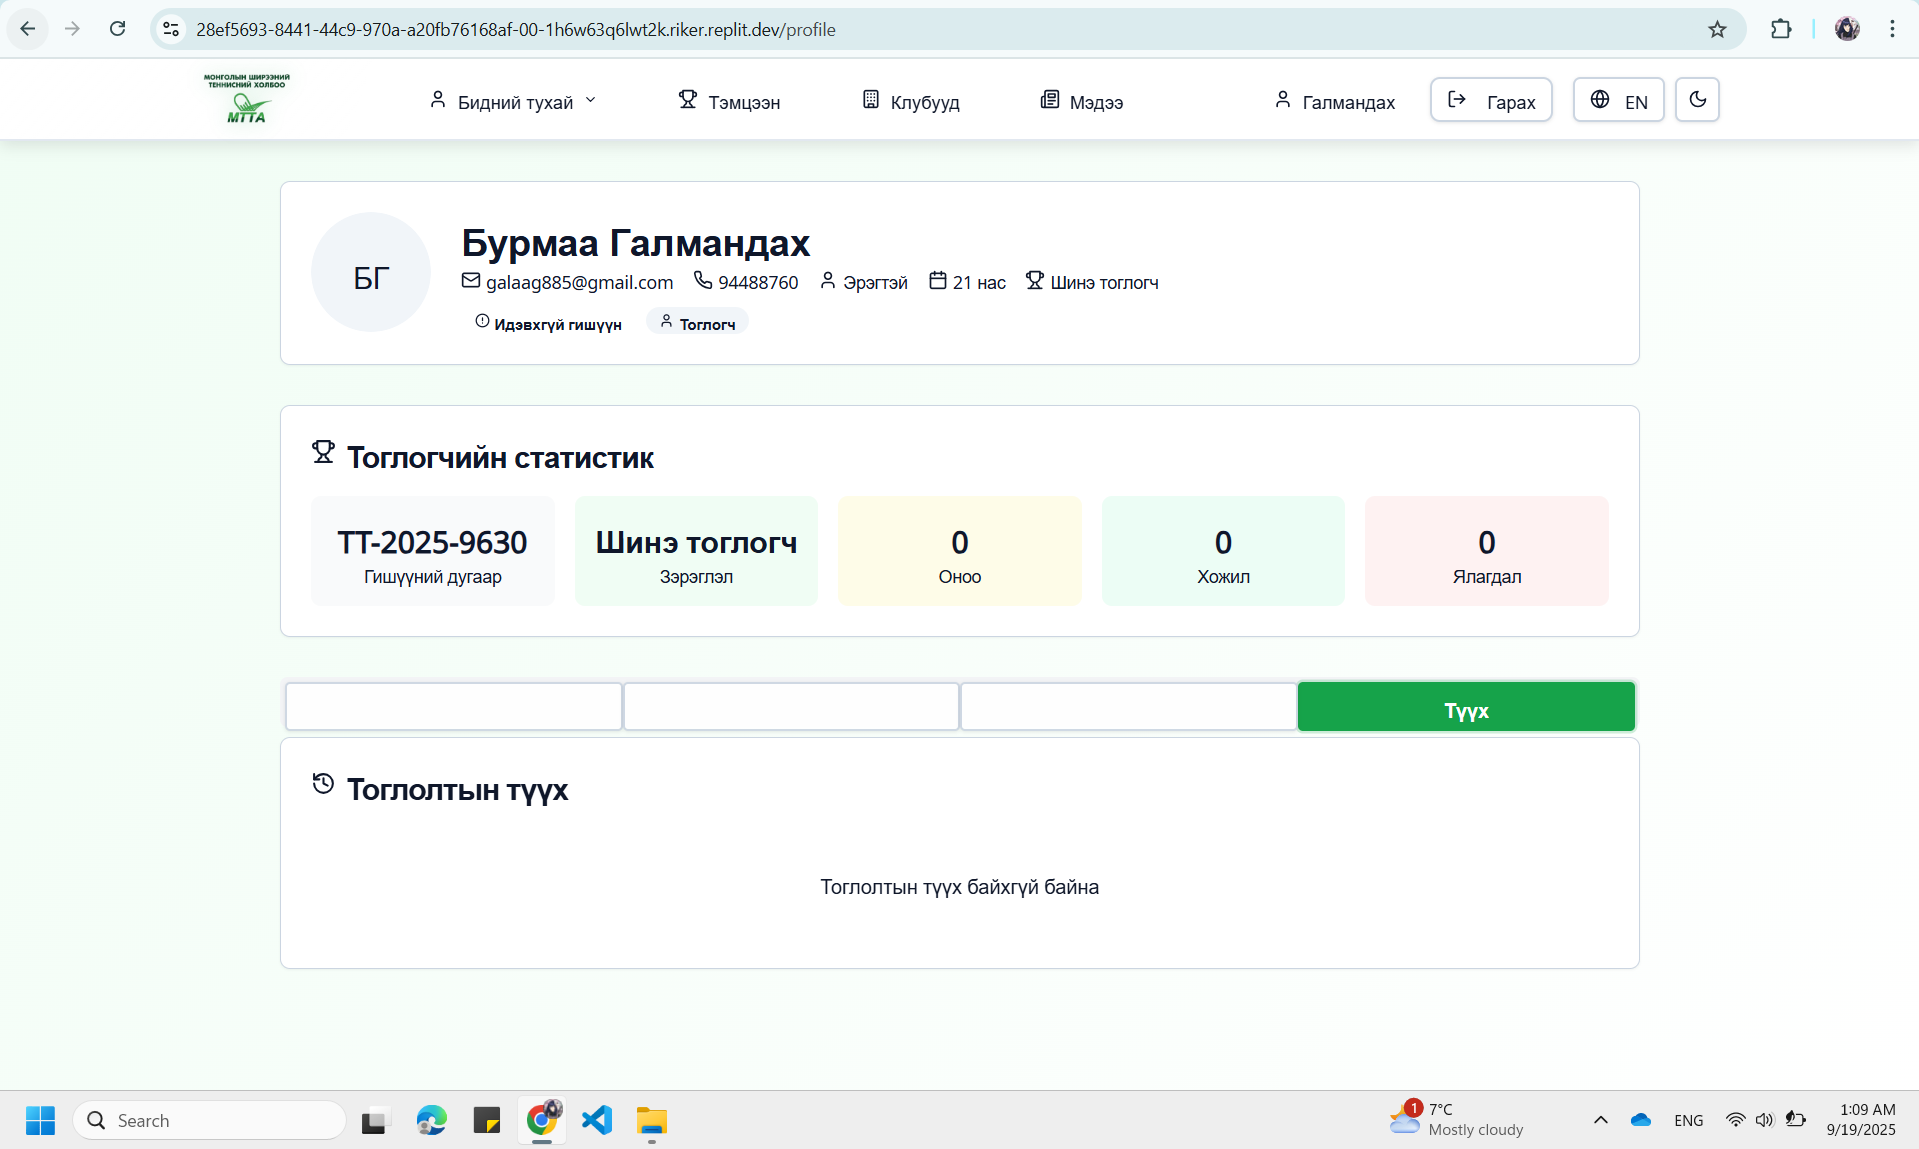 28ef5693-8441-44c9-970a-a20fb76168af-00-1h6w63q6lwt2k.riker.replit.dev/profile
МОНГОЛЫН ШИРЭЭНИЙ
ТЕННИСНИЙ ХОЛБОО
МТТА
Бидний тухай
Тэмцээн
Клубууд
Мэдээ
Галмандах
Гарах
EN
БГ
Бурмаа Галмандах
galaag885@gmail.com 94488760 Эрэгтэй 21 нас Шинэ тоглогч
Идэвхгүй гишүүн Тоглогч
Тоглогчийн статистик
TT-2025-9630
Гишүүний дугаар
Шинэ тоглогч
Зэрэглэл
0
Оноо
0
Хожил
0
Ялагдал
Түүх
Тоглолтын түүх
Тоглолтын түүх байхгүй байна
Search
1
7°C
Mostly cloudy
ENG
1:09 AM
9/19/2025